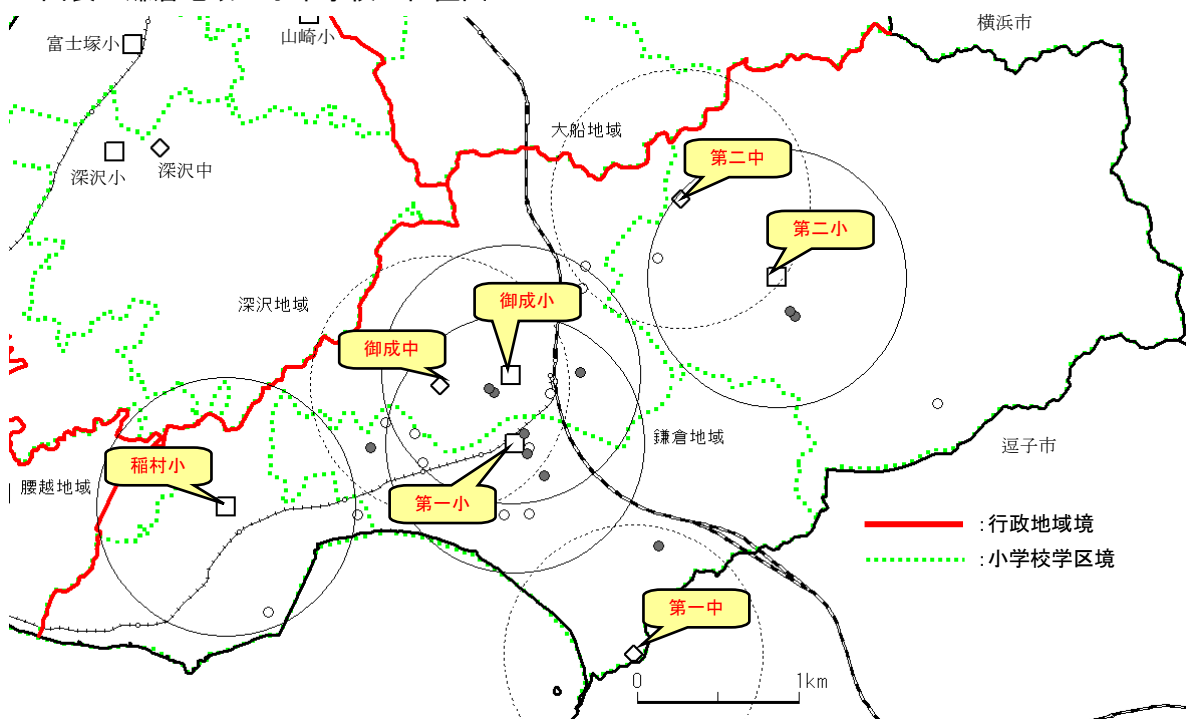 横浜市
富士塚小
山崎小
大船地域
第二中
深沢小
深沢中
第二小
深沢地域
御成小
御成中
鎌倉地域
逗子市
稲村小
腰越地域
第一小
:行政地域境
:小学校学区境
第一中
0
1km